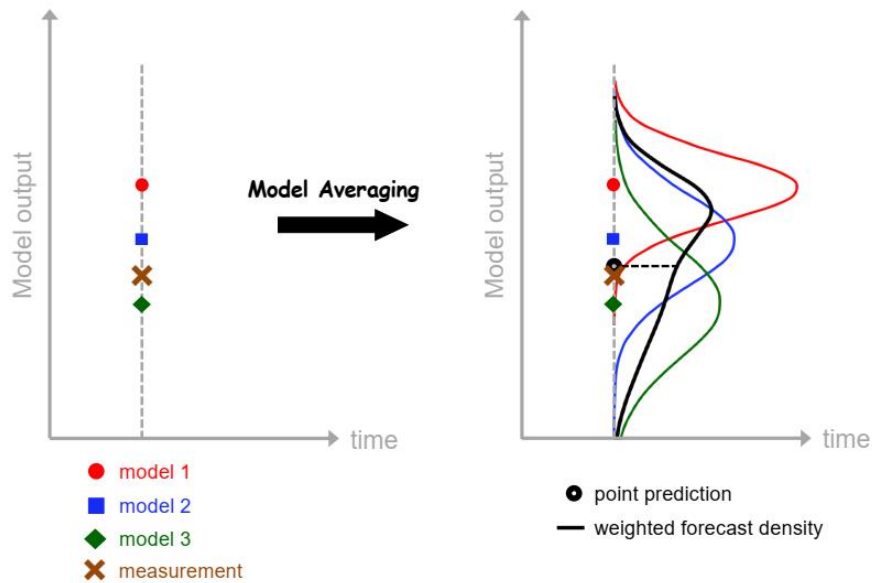 Model output
time
model 1
model 2
model 3
measurement
Model Averaging
Model output
time
point prediction
weighted forecast density